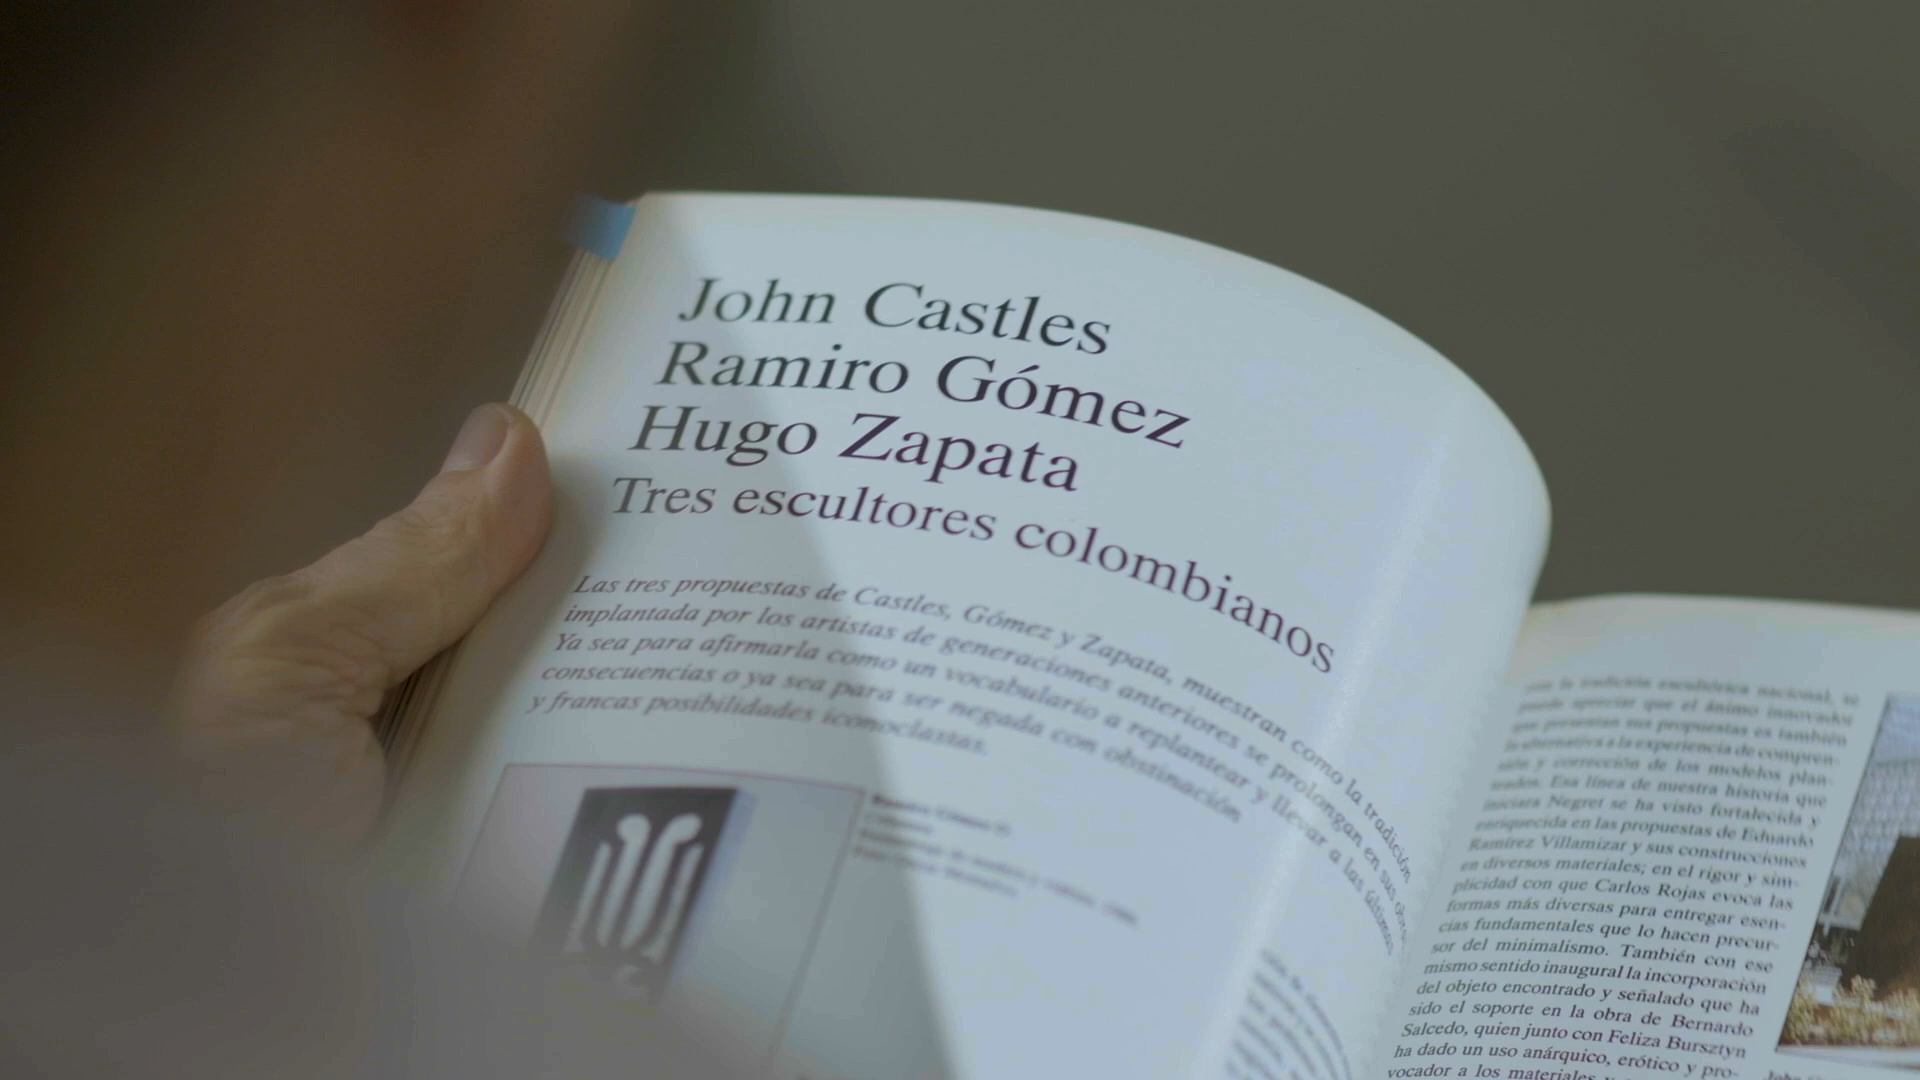 John Castles
Ramiro Gómez
Hugo Zapata
Tres escultores colombianos
Las tres propuestas de Castles, Gómez y Zapata, muestran como la tradición
implantada por los artistas de generaciones anteriores se prolongan en sus
Ya sea para afirmarla como un vocabulario a replantear y llevar a las últimas
consecuencias o ya sea para ser negada con obstinación
y francas posibilidades iconoclastas.
la tradición escultórica nacional, se
puede apreciar que el ánimo innovador
que presentan sus propuestas es también
la alternativa a la experiencia de compren-
sión y corrección de los modelos plan-
teados. Esa línea de nuestra historia que
iniciara Negret se ha visto fortalecida y
enriquecida en las propuestas de Eduardo
Ramírez Villamizar y sus construcciones
en diversos materiales; en el rigor y sim-
plicidad con que Carlos Rojas evoca las
formas más diversas para entregar esen-
cias fundamentales que lo hacen precur-
sor del minimalismo. También con ese
mismo sentido inaugural la incorporación
del objeto encontrado y señalado que ha
sido el soporte en la obra de Bernardo
Salcedo, quien junto con Feliza Bursztyn
ha dado un uso anárquico, erótico y pro-
vocador a los materiales